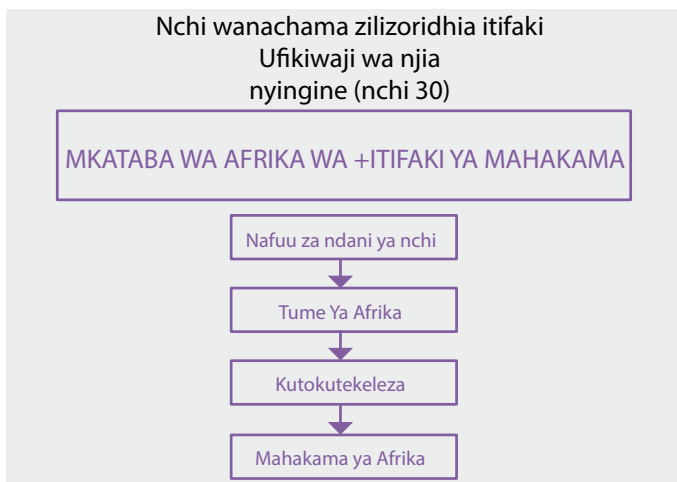 Nchi wanachama zilizoridhia itifaki
Ufikiwaji wa njia
nyingine (nchi 30)
MKATABA WA AFRIKA WA +ITIFAKI YA MAHAKAMA
Nafuu za ndani ya nchi
Tume Ya Afrika
Kutokutekeleza
Mahakama ya Afrika